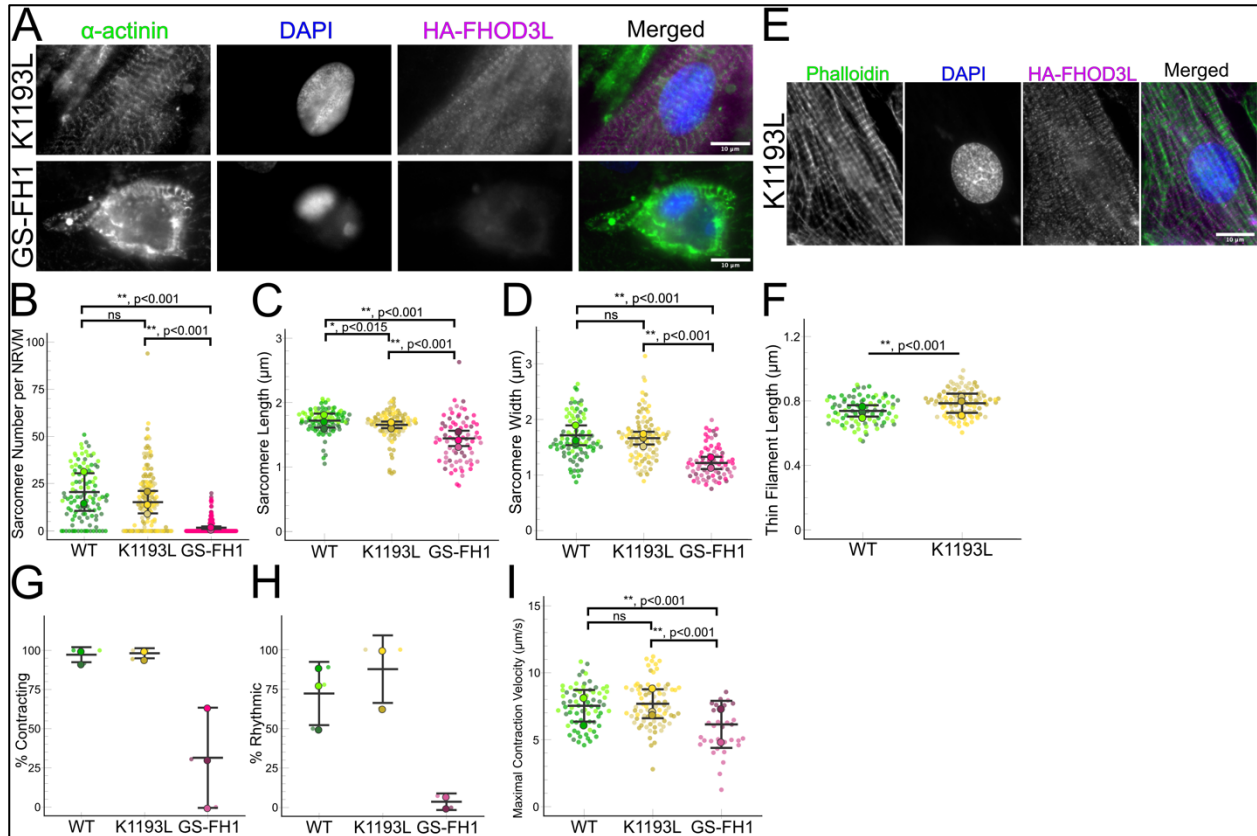 A
α-actinin DAPI HA-FHOD3L Merged
K1193L
10 µm
GS-FH1
10 µm
E
Phalloidin DAPI HA-FHOD3L Merged
K1193L
10 µm
B
Sarcomere Number per NRVM
100
75
50
25
0
**, p<0.001
ns
**, p<0.001
WT K1193L GS-FH1
C
Sarcomere Length (µm)
3
2
1
0
**, p<0.001
*, p<0.015
**, p<0.001
WT K1193L GS-FH1
D
Sarcomere Width (µm)
3
2
1
0
**, p<0.001
ns
**, p<0.001
WT K1193L GS-FH1
F
Thin Filament Length (µm)
1.2
0.8
0.4
0
**, p<0.001
WT K1193L
G
% Contracting
100
75
50
25
0
WT K1193L GS-FH1
H
% Rhythmic
100
75
50
25
0
WT K1193L GS-FH1
I
Maximal Contraction Velocity (µm/s)
15
10
5
0
**, p<0.001
ns
**, p<0.001
WT K1193L GS-FH1